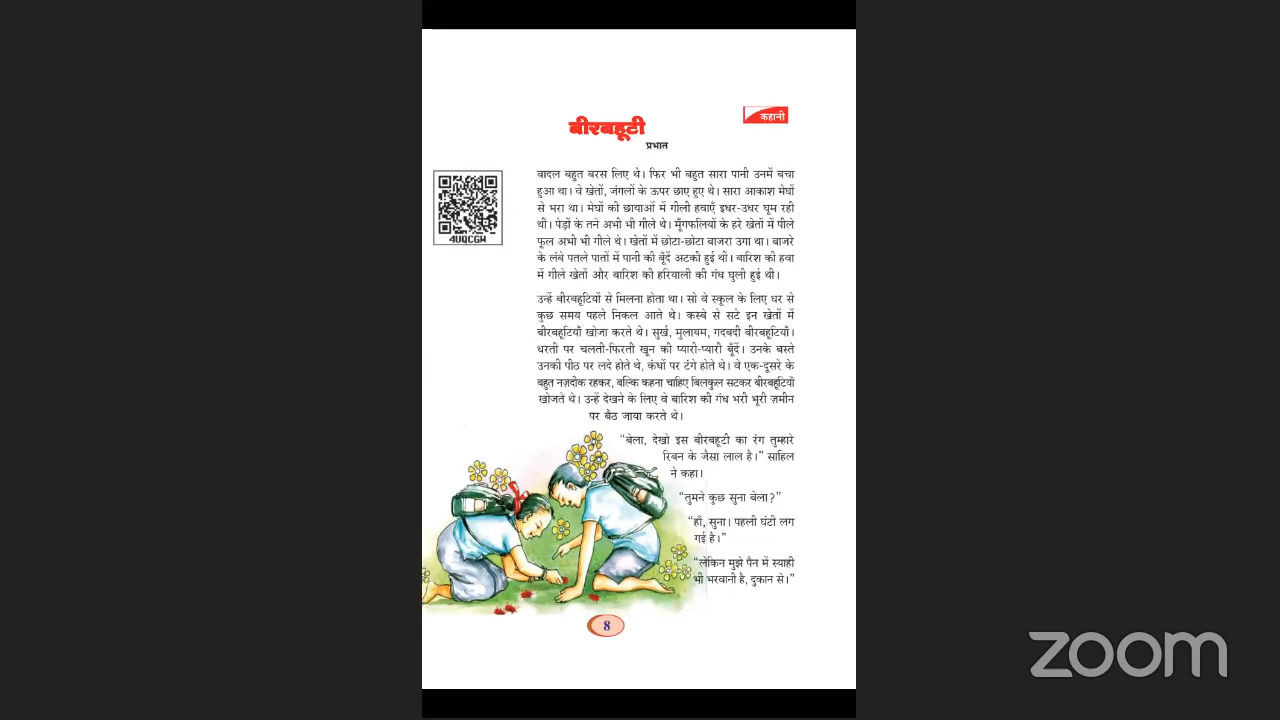 कहानी
बीरबहूटी
प्रभात
बादल बहुत बरस लिए थे। फिर भी बहुत सारा पानी उनमें बचा
हुआ था। वे खेतों, जंगलों के ऊपर छाए हुए थे। सारा आकाश मेघों
से भरा था। मेघों की छायाओं में गीली हवाएँ इधर-उधर घूम रही
थीं। पेड़ों के तने अभी भी गीले थे। मूँगफलियों के हरे खेतों में पीले
फूल अभी भी गीले थे। खेतों में छोटा-छोटा बाजरा उगा था। बाजरे
के लंबे पतले पातों में पानी की बूँदें अटकी हुई थीं। बारिश की हवा
में गीले खेतों और बारिश की हरियाली की गंध घुली हुई थी।
4UQCGW
उन्हें बीरबहूटियों से मिलना होता था। सो वे स्कूल के लिए घर से
कुछ समय पहले निकल आते थे। कस्बे से सटे इन खेतों में
बीरबहूटियाँ खोजा करते थे। सुर्ख, मुलायम, गदबदी बीरबहूटियाँ।
धरती पर चलती-फिरती खून की प्यारी-प्यारी बूँदें। उनके बस्ते
उनकी पीठ पर लदे होते थे, कंधों पर टंगे होते थे। वे एक-दूसरे के
बहुत नज़दीक रहकर, बल्कि कहना चाहिए बिलकुल सटकर बीरबहूटियाँ
खोजते थे। उन्हें देखने के लिए वे बारिश की गंध भरी भूरी ज़मीन
पर बैठ जाया करते थे।
“बेला, देखो इस बीरबहूटी का रंग तुम्हारे
रिबन के जैसा लाल है।” साहिल
ने कहा।
“तुमने कुछ सुना बेला?”
“हाँ, सुना। पहली घंटी लग
गई है।”
“लेकिन मुझे पैन में स्याही
भी भरवानी है, दुकान से।”
8
zoom